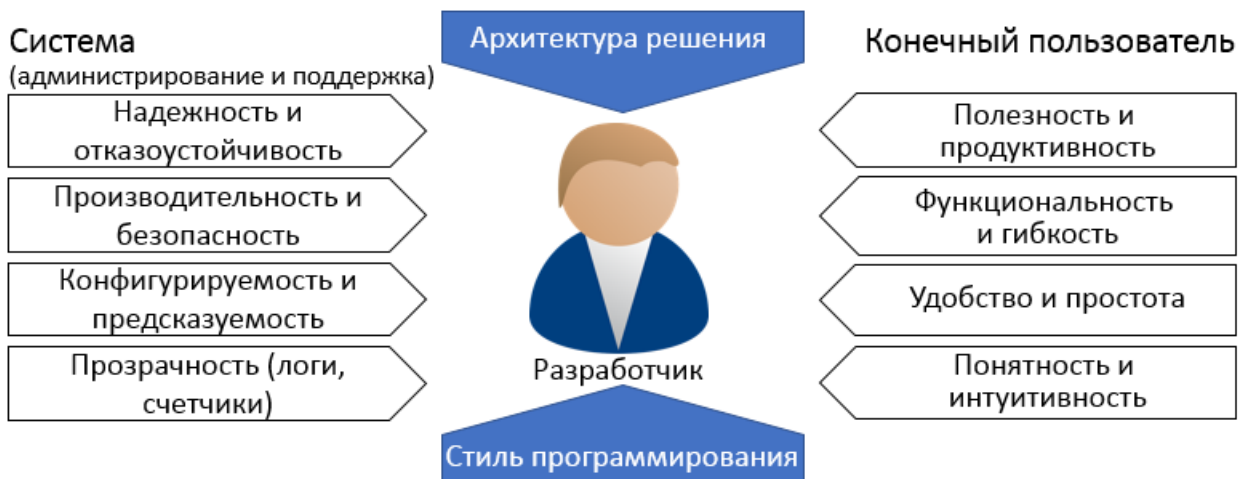 Система
(администрирование и поддержка)
Надежность и
отказоустойчивость
Производительность и
безопасность
Конфигурируемость и
предсказуемость
Прозрачность (логи,
счетчики)
Архитектура решения
Разработчик
Стиль программирования
Конечный пользователь
Полезность и
продуктивность
Функциональность
и гибкость
Удобство и простота
Понятность и
интуитивность